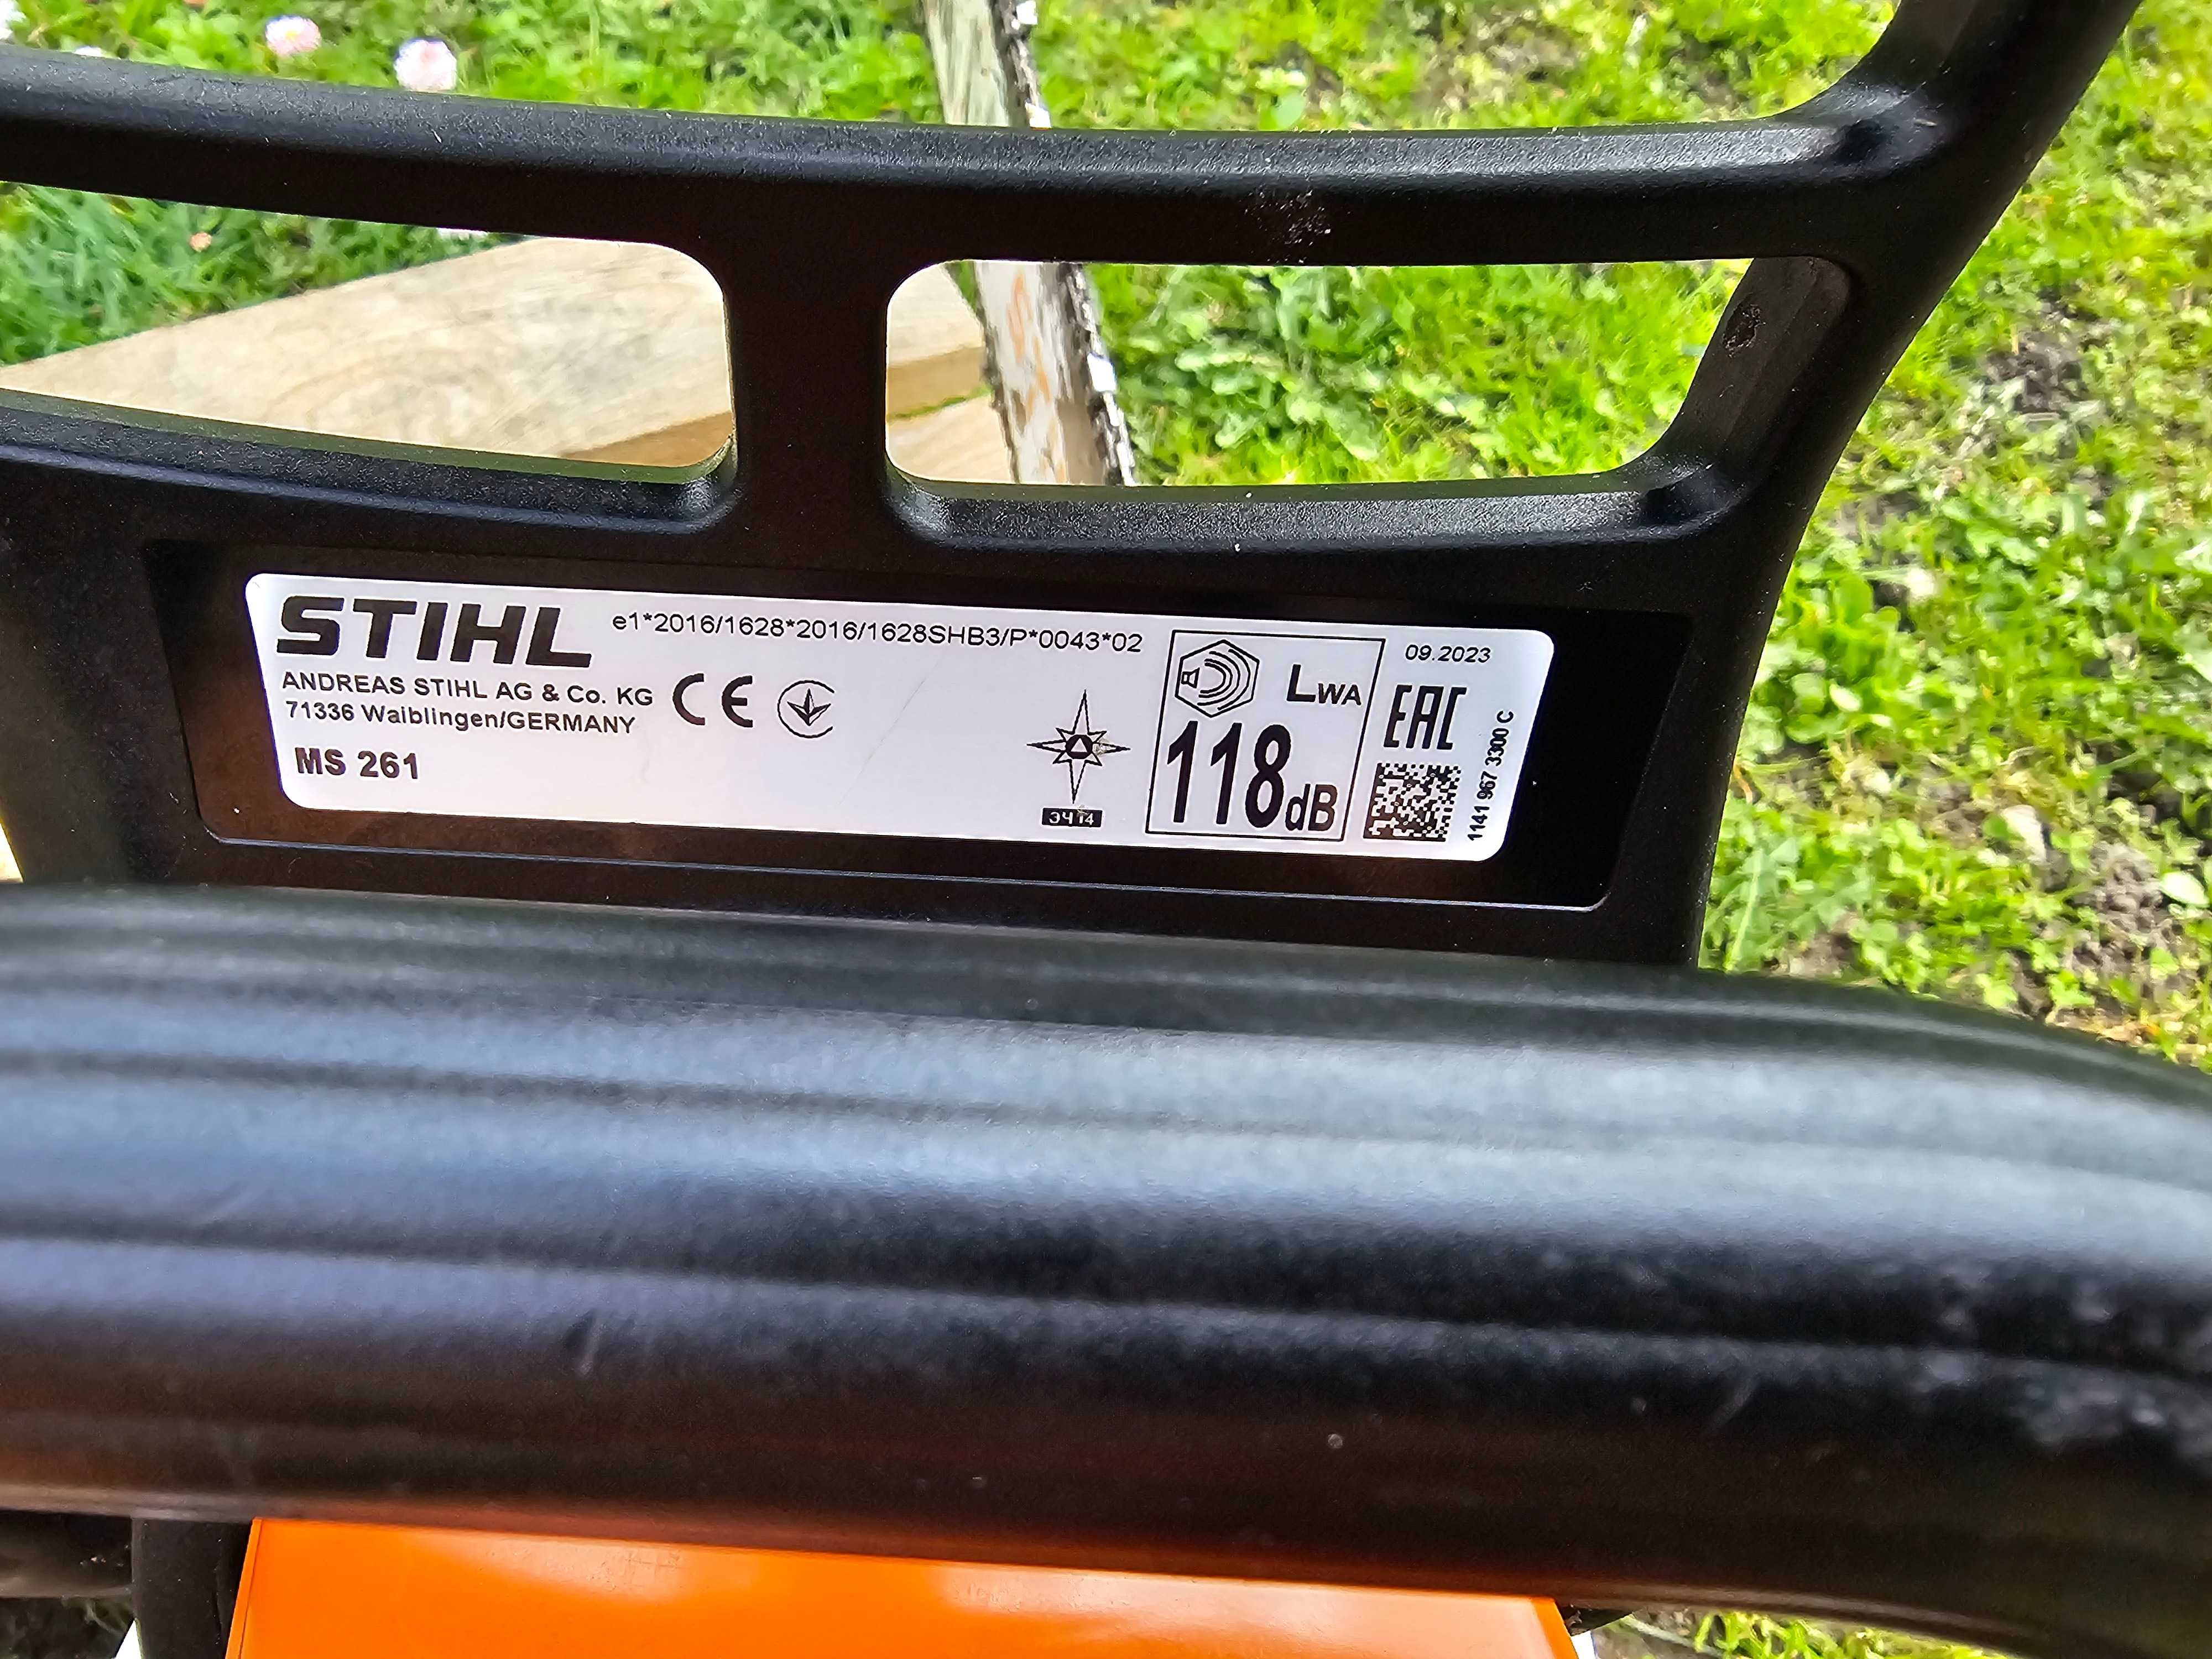 STIHL
e1*2016/1628*2016/1628SHB3/P*0043*02
ANDREAS STIHL AG & Co. KG
71336 Waiblingen/GERMANY
CE
MS 261
ЭЧ14
LWA
118dB
09.2023
EAC
1141 967 3300 C